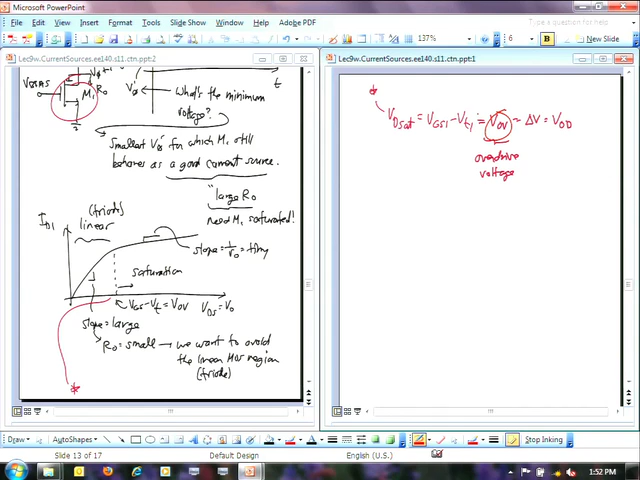 Microsoft PowerPoint
File Edit View Insert Format Tools Slide Show Window Help Adobe PDF
137% 6 B New Slide
Lec9w.CurrentSources.ee140.s11.ctn.ppt:2
VBIAS M1 Ro
t
What's the minimum
voltage?
Smallest Vo' for which M1 still
behaves as a good current source.
"large Ro
need M1 saturated!
ID1
(triode)
linear
slope = 1/ro = tiny
saturation
VGS-Vt = VOV VDS = Vo
slope = large
Ro = small → we want to avoid
the linear MOS region
(triode)
*
Lec9w.CurrentSources.ee140.s11.ctn.ppt:1
*
VDsat = VGS1 - Vt1 = VOV = ΔV = VOD
overdrive
voltage
Draw AutoShapes Stop Inking
Slide 13 of 17 English (U.S.)
1:52 PM